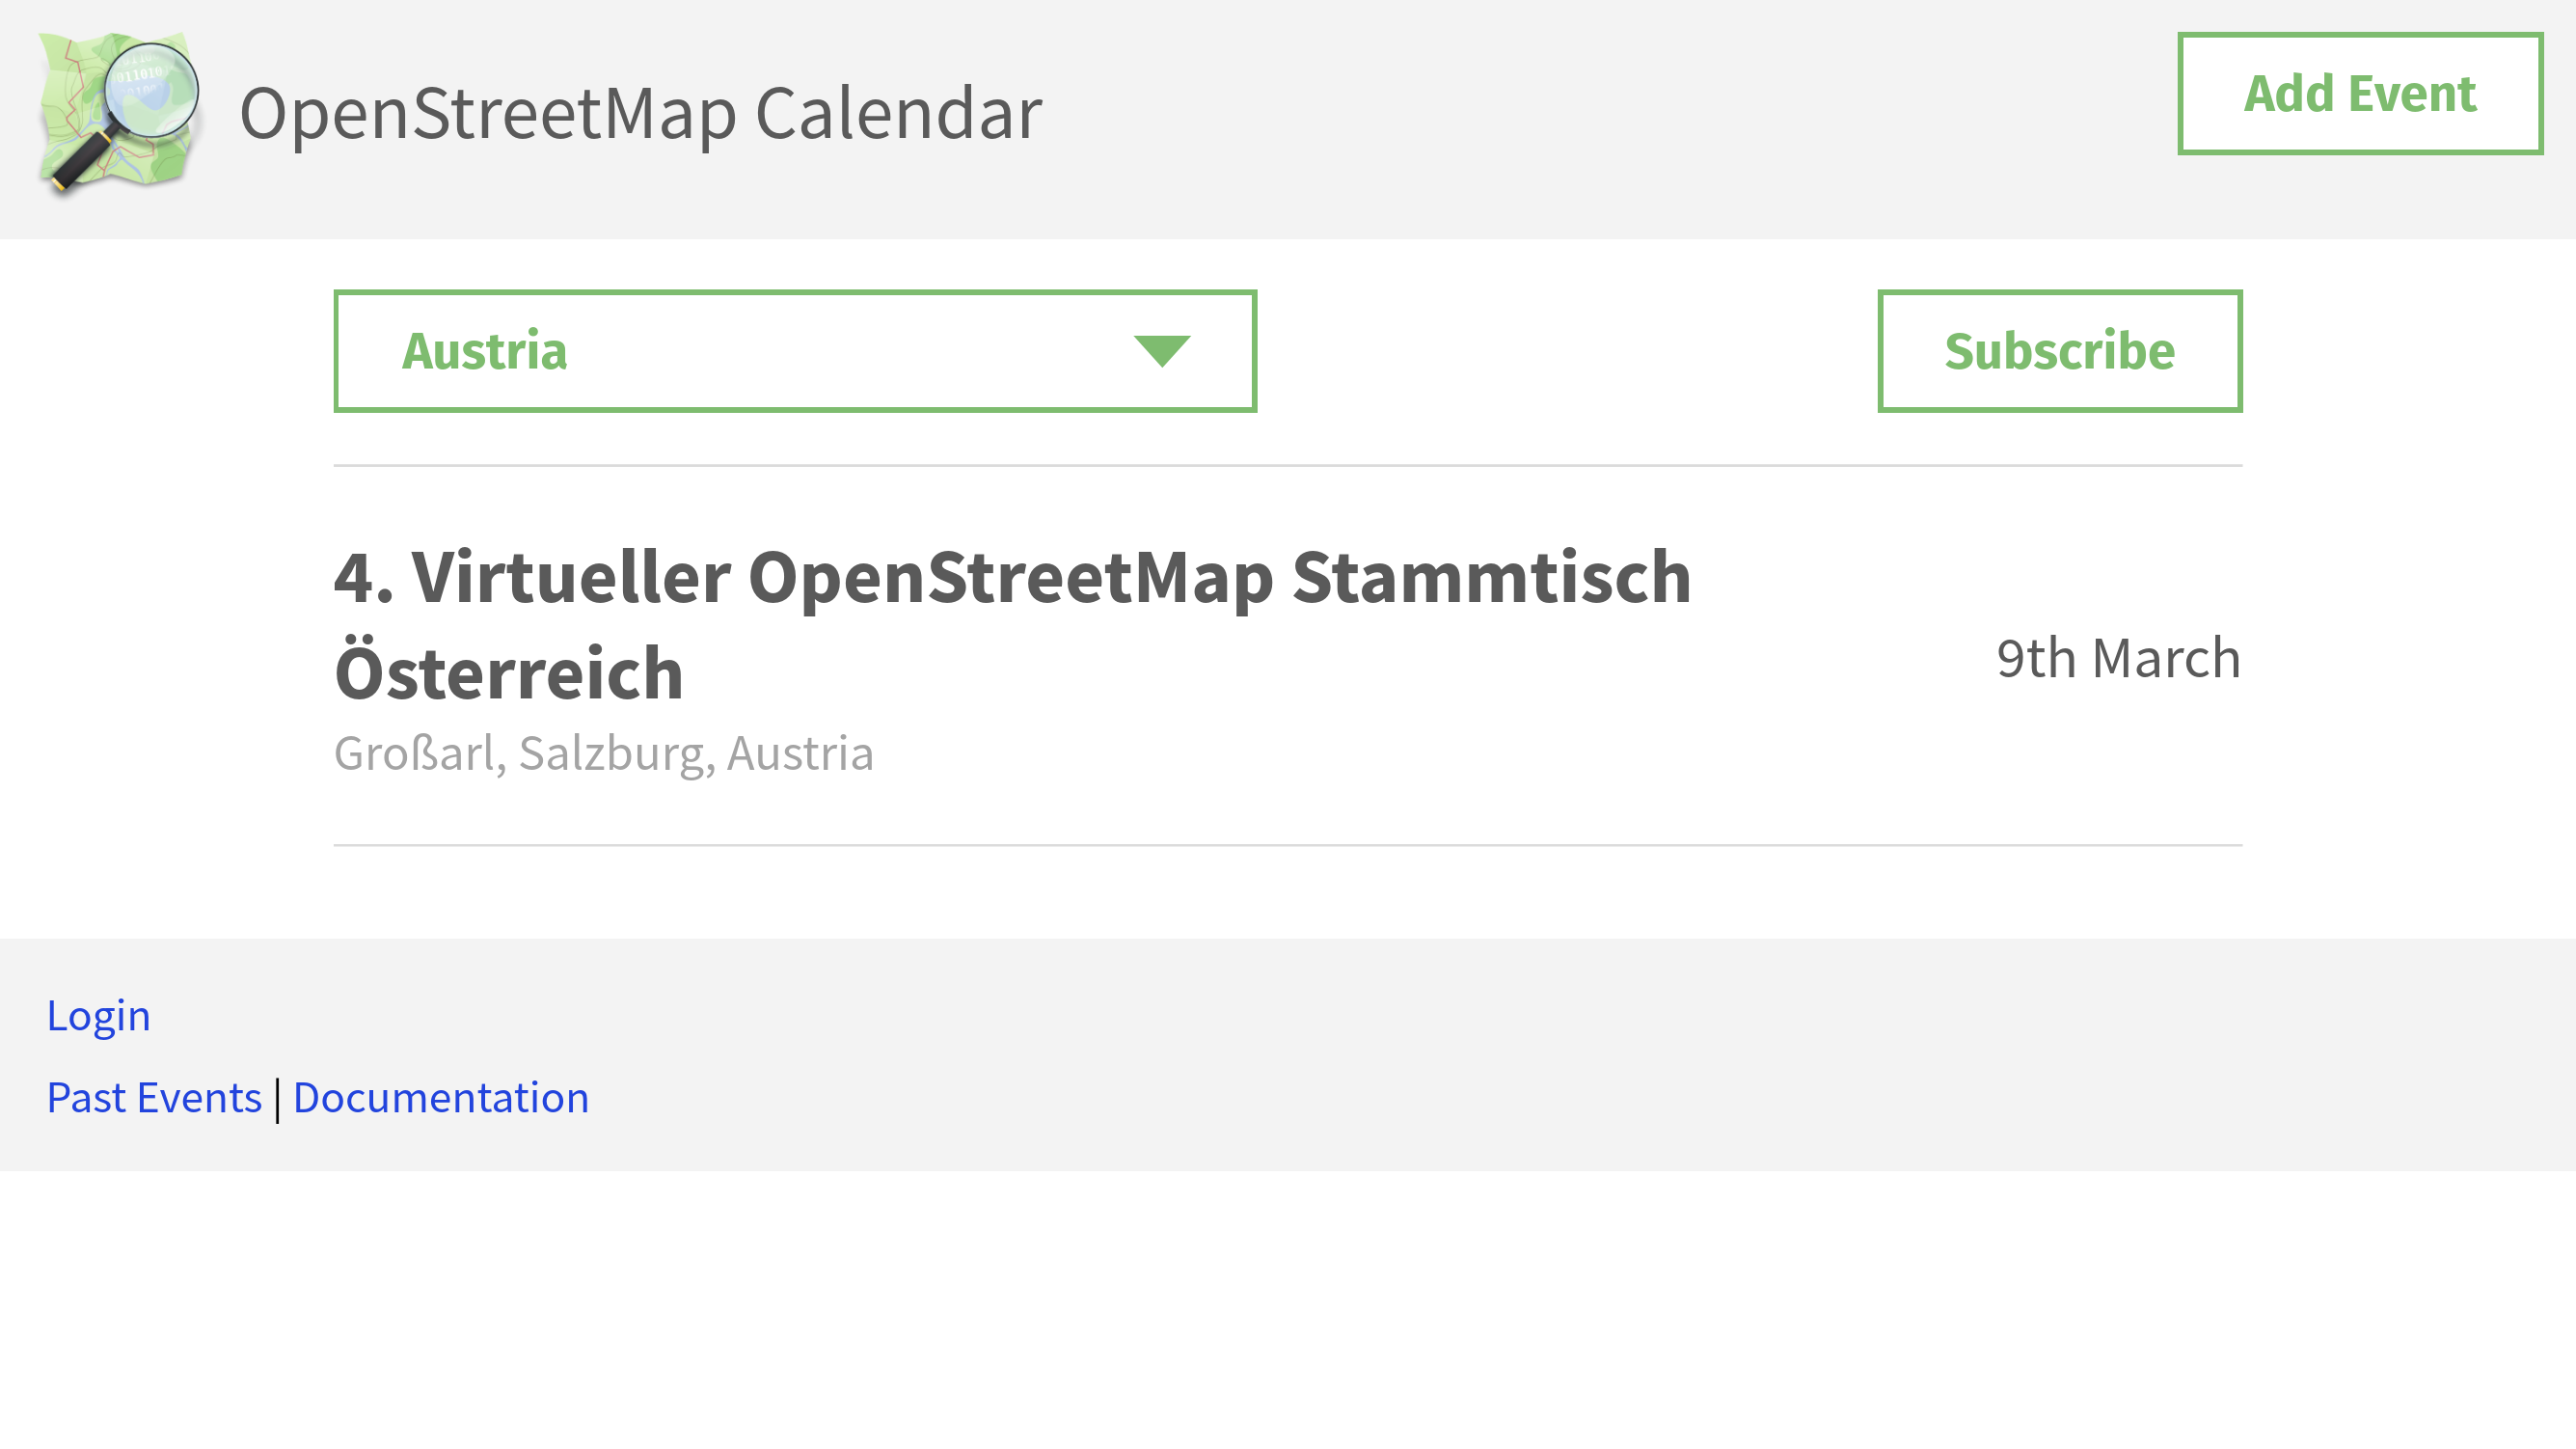 OpenStreetMap Calendar
Add Event
Austria
Subscribe
4. Virtueller OpenStreetMap Stammtisch
Österreich
9th March
Großarl, Salzburg, Austria
Login
Past Events | Documentation